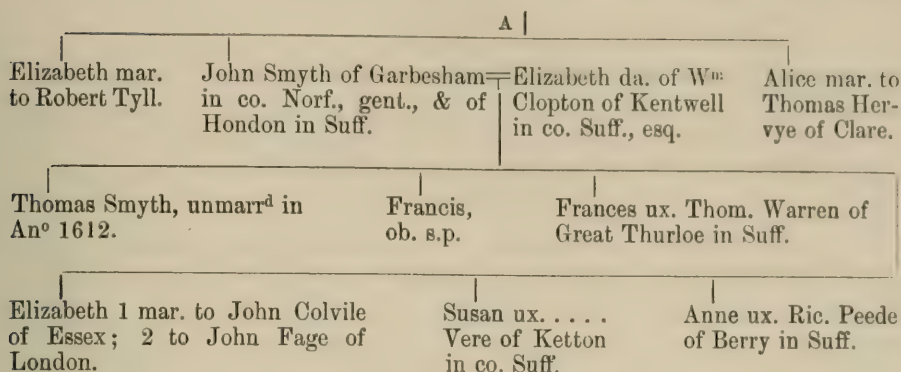 A
Elizabeth mar.
to Robert Tyll.
John Smyth of Garbesham
in co. Norf., gent., & of
Hondon in Suff.
Elizabeth da. of Wm:
Clopton of Kentwell
in co. Suff., esq.
Alice mar. to
Thomas Her-
vye of Clare.
Thomas Smyth, unmarrd in
Ano 1612.
Francis,
ob. s.p.
Frances ux. Thom. Warren of
Great Thurloe in Suff.
Elizabeth 1 mar. to John Colvile
of Essex; 2 to John Fage of
London.
Susan ux. . . . .
Vere of Ketton
in co. Suff.
Anne ux. Ric. Peede
of Berry in Suff.